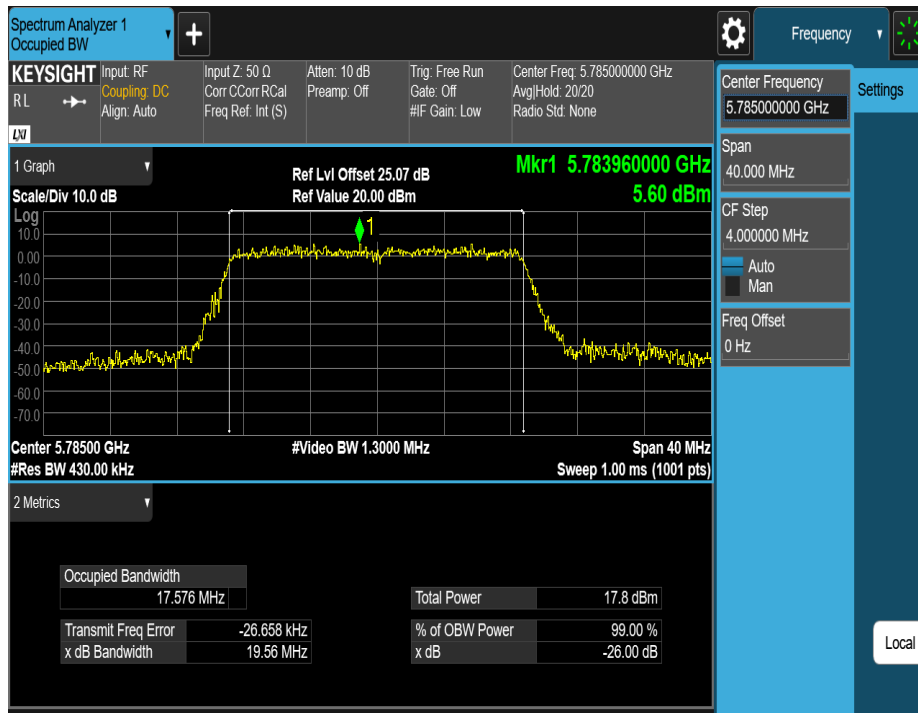 Spectrum Analyzer 1
Occupied BW
+
Frequency
KEYSIGHT
RL
LXI
Input: RF
Coupling: DC
Align: Auto
Input Z: 50 Ω
Corr CCorr RCal
Freq Ref: Int (S)
Atten: 10 dB
Preamp: Off
Trig: Free Run
Gate: Off
#IF Gain: Low
Center Freq: 5.785000000 GHz
Avg|Hold: 20/20
Radio Std: None
Center Frequency
5.785000000 GHz
Settings
Span
40.000 MHz
CF Step
4.000000 MHz
Auto
Man
Freq Offset
0 Hz
Local
1 Graph
Scale/Div 10.0 dB
Ref Lvl Offset 25.07 dB
Ref Value 20.00 dBm
Mkr1 5.783960000 GHz
5.60 dBm
Log
10.0
0.00
-10.0
-20.0
-30.0
-40.0
-50.0
-60.0
-70.0
1
Center 5.78500 GHz
#Video BW 1.3000 MHz
Span 40 MHz
#Res BW 430.00 kHz
Sweep 1.00 ms (1001 pts)
2 Metrics
Occupied Bandwidth
17.576 MHz
Total Power 17.8 dBm
Transmit Freq Error -26.658 kHz
% of OBW Power 99.00 %
x dB Bandwidth 19.56 MHz
x dB -26.00 dB